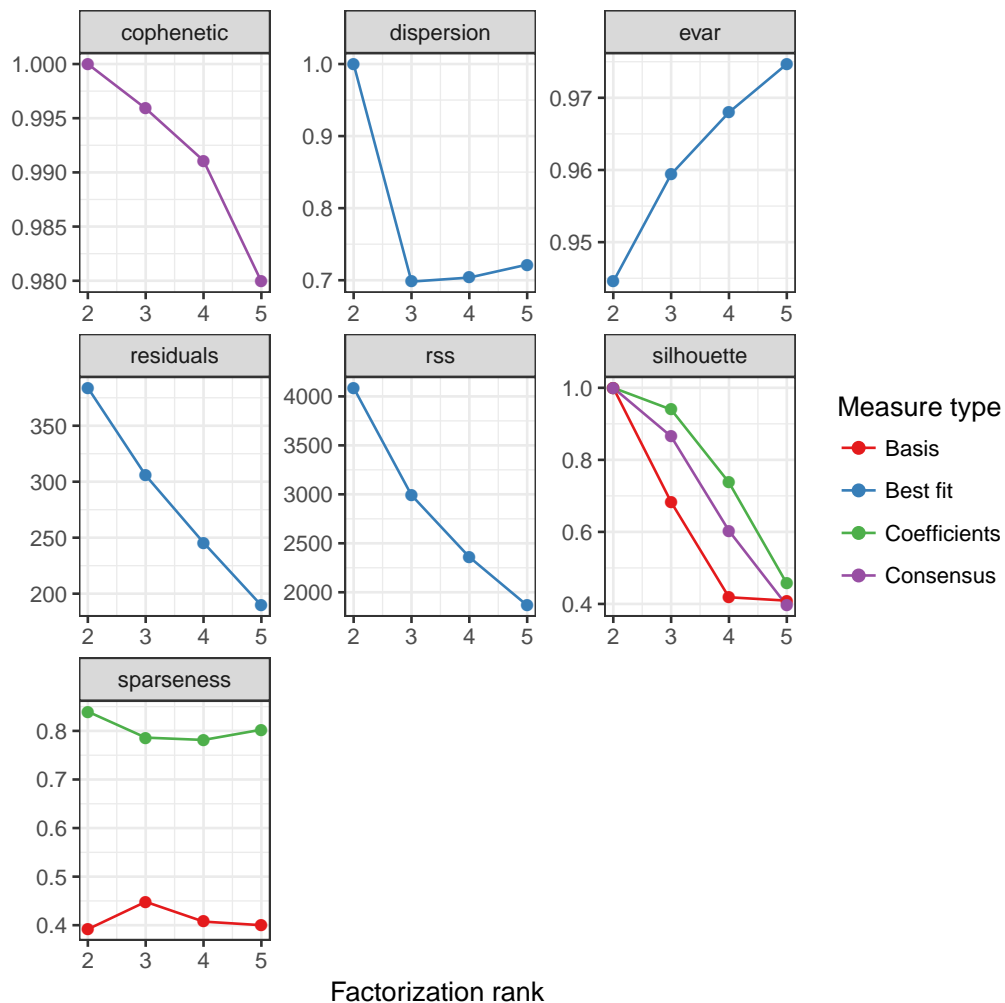 cophenetic
dispersion
evar
1.000
0.995
0.990
0.985
0.980
2 3 4 5
1.0
0.9
0.8
0.7
2 3 4 5
0.97
0.96
0.95
2 3 4 5
residuals
rss
silhouette
350
300
250
200
2 3 4 5
4000
3500
3000
2500
2000
2 3 4 5
1.0
0.8
0.6
0.4
2 3 4 5
Measure type
Basis
Best fit
Coefficients
Consensus
sparseness
0.8
0.7
0.6
0.5
0.4
2 3 4 5
Factorization rank